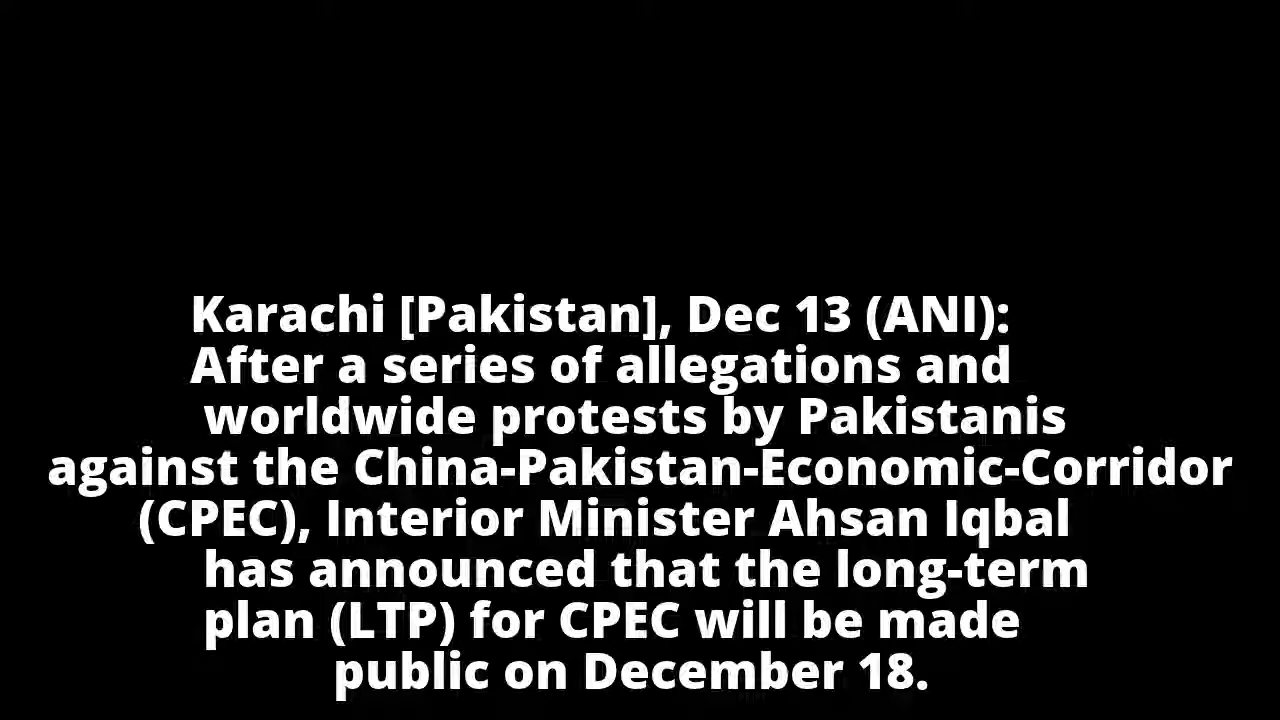 Karachi [Pakistan], Dec 13 (ANI):
After a series of allegations and
worldwide protests by Pakistanis
against the China-Pakistan-Economic-Corridor
(CPEC), Interior Minister Ahsan Iqbal
has announced that the long-term
plan (LTP) for CPEC will be made
public on December 18.